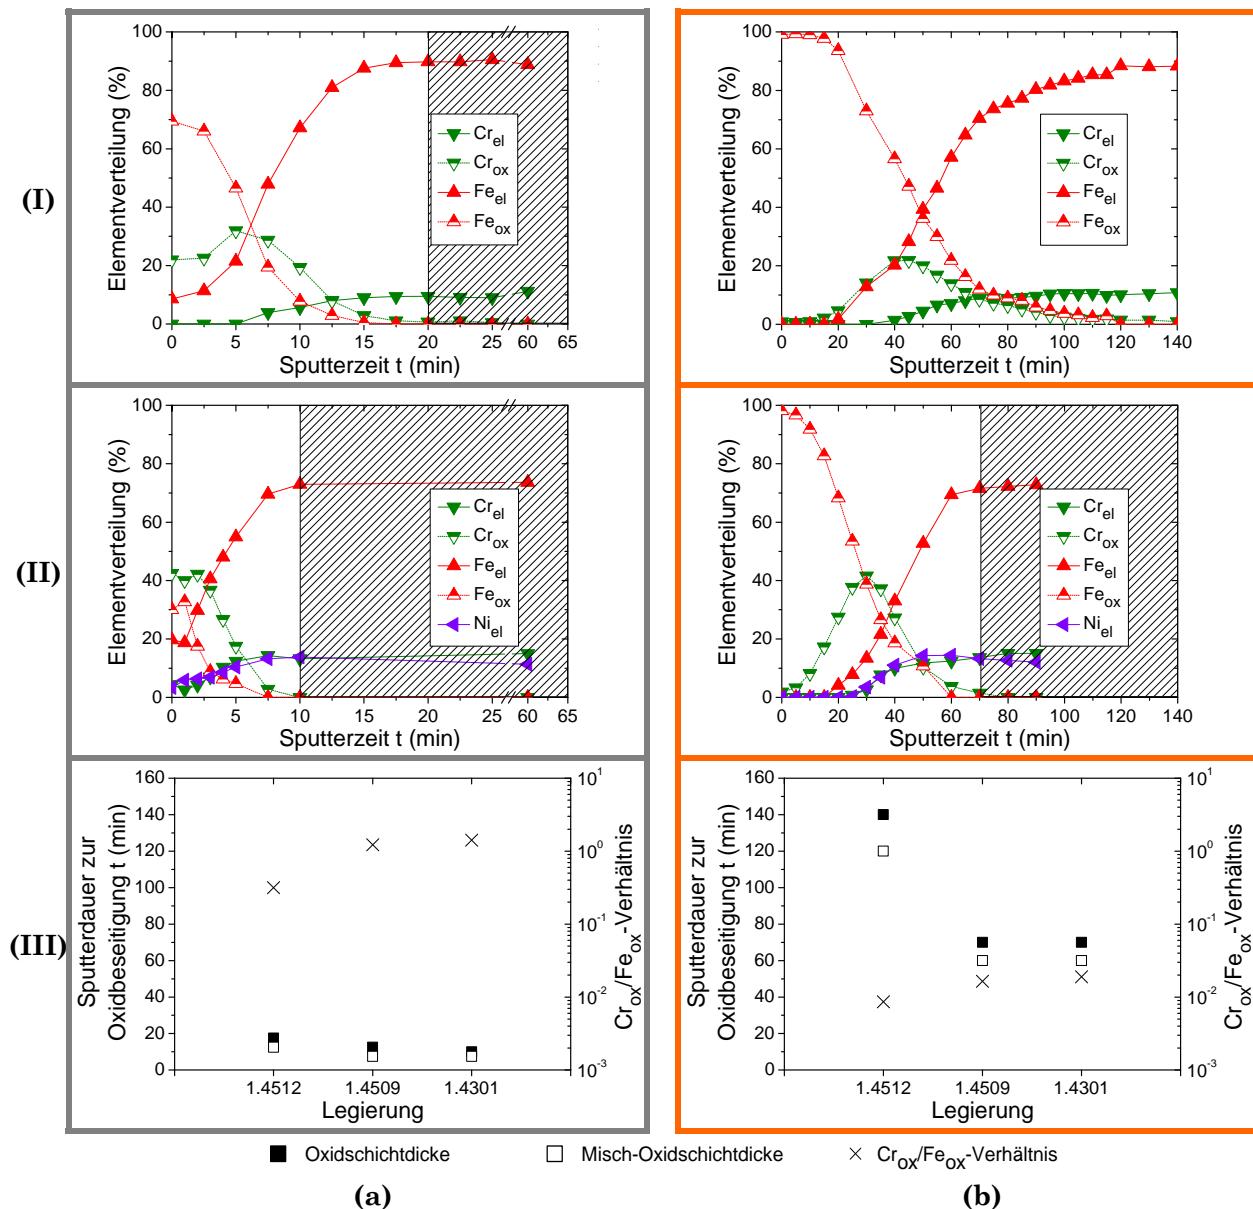 (I)
Elementverteilung (%)
100
80
60
40
20
0
Cr_el
Cr_ox
Fe_el
Fe_ox
0 5 10 15 20 25 60 65
Sputterzeit t (min)
Elementverteilung (%)
100
80
60
40
20
0
Cr_el
Cr_ox
Fe_el
Fe_ox
0 20 40 60 80 100 120 140
Sputterzeit t (min)
(II)
Elementverteilung (%)
100
80
60
40
20
0
Cr_el
Cr_ox
Fe_el
Fe_ox
Ni_el
0 5 10 15 20 25 60 65
Sputterzeit t (min)
Elementverteilung (%)
100
80
60
40
20
0
Cr_el
Cr_ox
Fe_el
Fe_ox
Ni_el
0 20 40 60 80 100 120 140
Sputterzeit t (min)
(III)
Sputterdauer zur
Oxidbeseitigung t (min)
160
140
120
100
80
60
40
20
0
10^1
10^0
10^-1
10^-2
10^-3
Cr_ox/Fe_ox-Verhältnis
1.4512 1.4509 1.4301
Legierung
Sputterdauer zur
Oxidbeseitigung t (min)
160
140
120
100
80
60
40
20
0
10^1
10^0
10^-1
10^-2
10^-3
Cr_ox/Fe_ox-Verhältnis
1.4512 1.4509 1.4301
Legierung
Oxidschichtdicke Misch-Oxidschichtdicke Cr_ox/Fe_ox-Verhältnis
(a) (b)